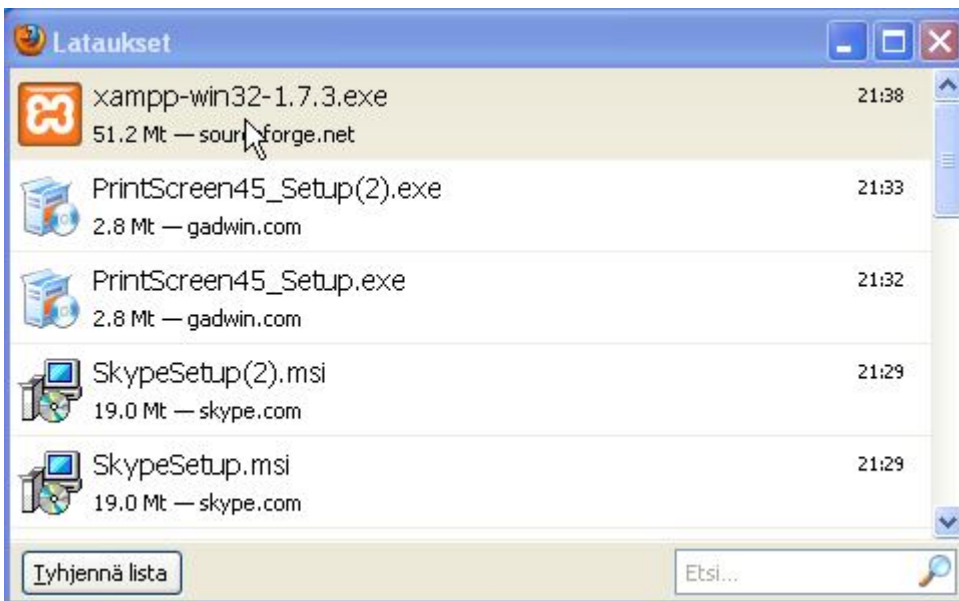 Lataukset
xampp-win32-1.7.3.exe
21:38
51.2 Mt — sourceforge.net
PrintScreen45_Setup(2).exe
21:33
2.8 Mt — gadwin.com
PrintScreen45_Setup.exe
21:32
2.8 Mt — gadwin.com
SkypeSetup(2).msi
21:29
19.0 Mt — skype.com
SkypeSetup.msi
21:29
19.0 Mt — skype.com
Tyhjennä lista
Etsi...